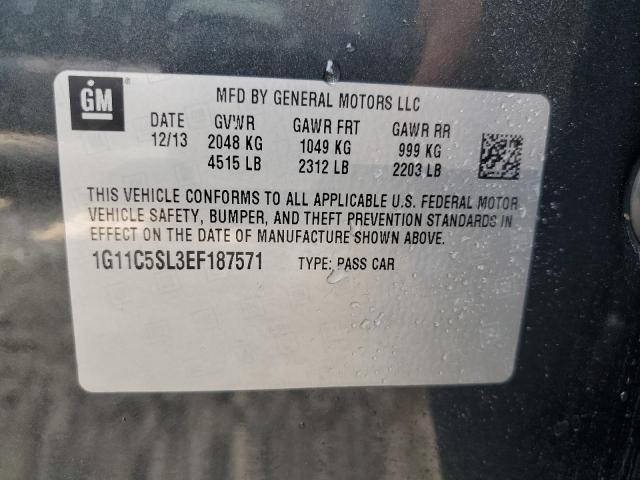 GM
MFD BY GENERAL MOTORS LLC
DATE GVWR GAWR FRT GAWR RR
12/13 2048 KG 1049 KG 999 KG
4515 LB 2312 LB 2203 LB
THIS VEHICLE CONFORMS TO ALL APPLICABLE U.S. FEDERAL MOTOR
VEHICLE SAFETY, BUMPER, AND THEFT PREVENTION STANDARDS IN
EFFECT ON THE DATE OF MANUFACTURE SHOWN ABOVE.
1G11C5SL3EF187571 TYPE: PASS CAR